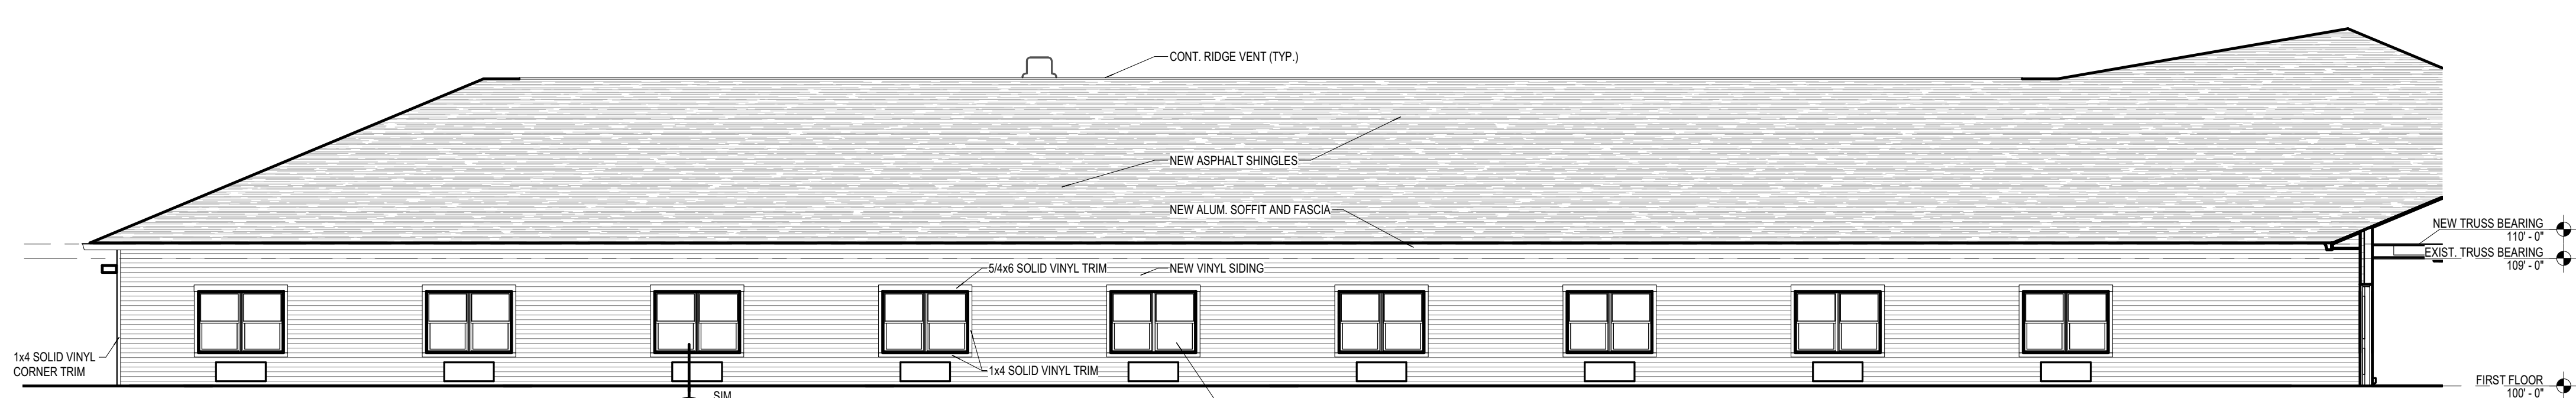 CONT. RIDGE VENT (TYP.)
NEW ASPHALT SHINGLES
NEW ALUM. SOFFIT AND FASCIA
NEW TRUSS BEARING
110' - 0"
EXIST. TRUSS BEARING
109' - 0"
5/4x6 SOLID VINYL TRIM
NEW VINYL SIDING
1x4 SOLID VINYL
CORNER TRIM
1x4 SOLID VINYL TRIM
FIRST FLOOR
100' - 0"
SIM